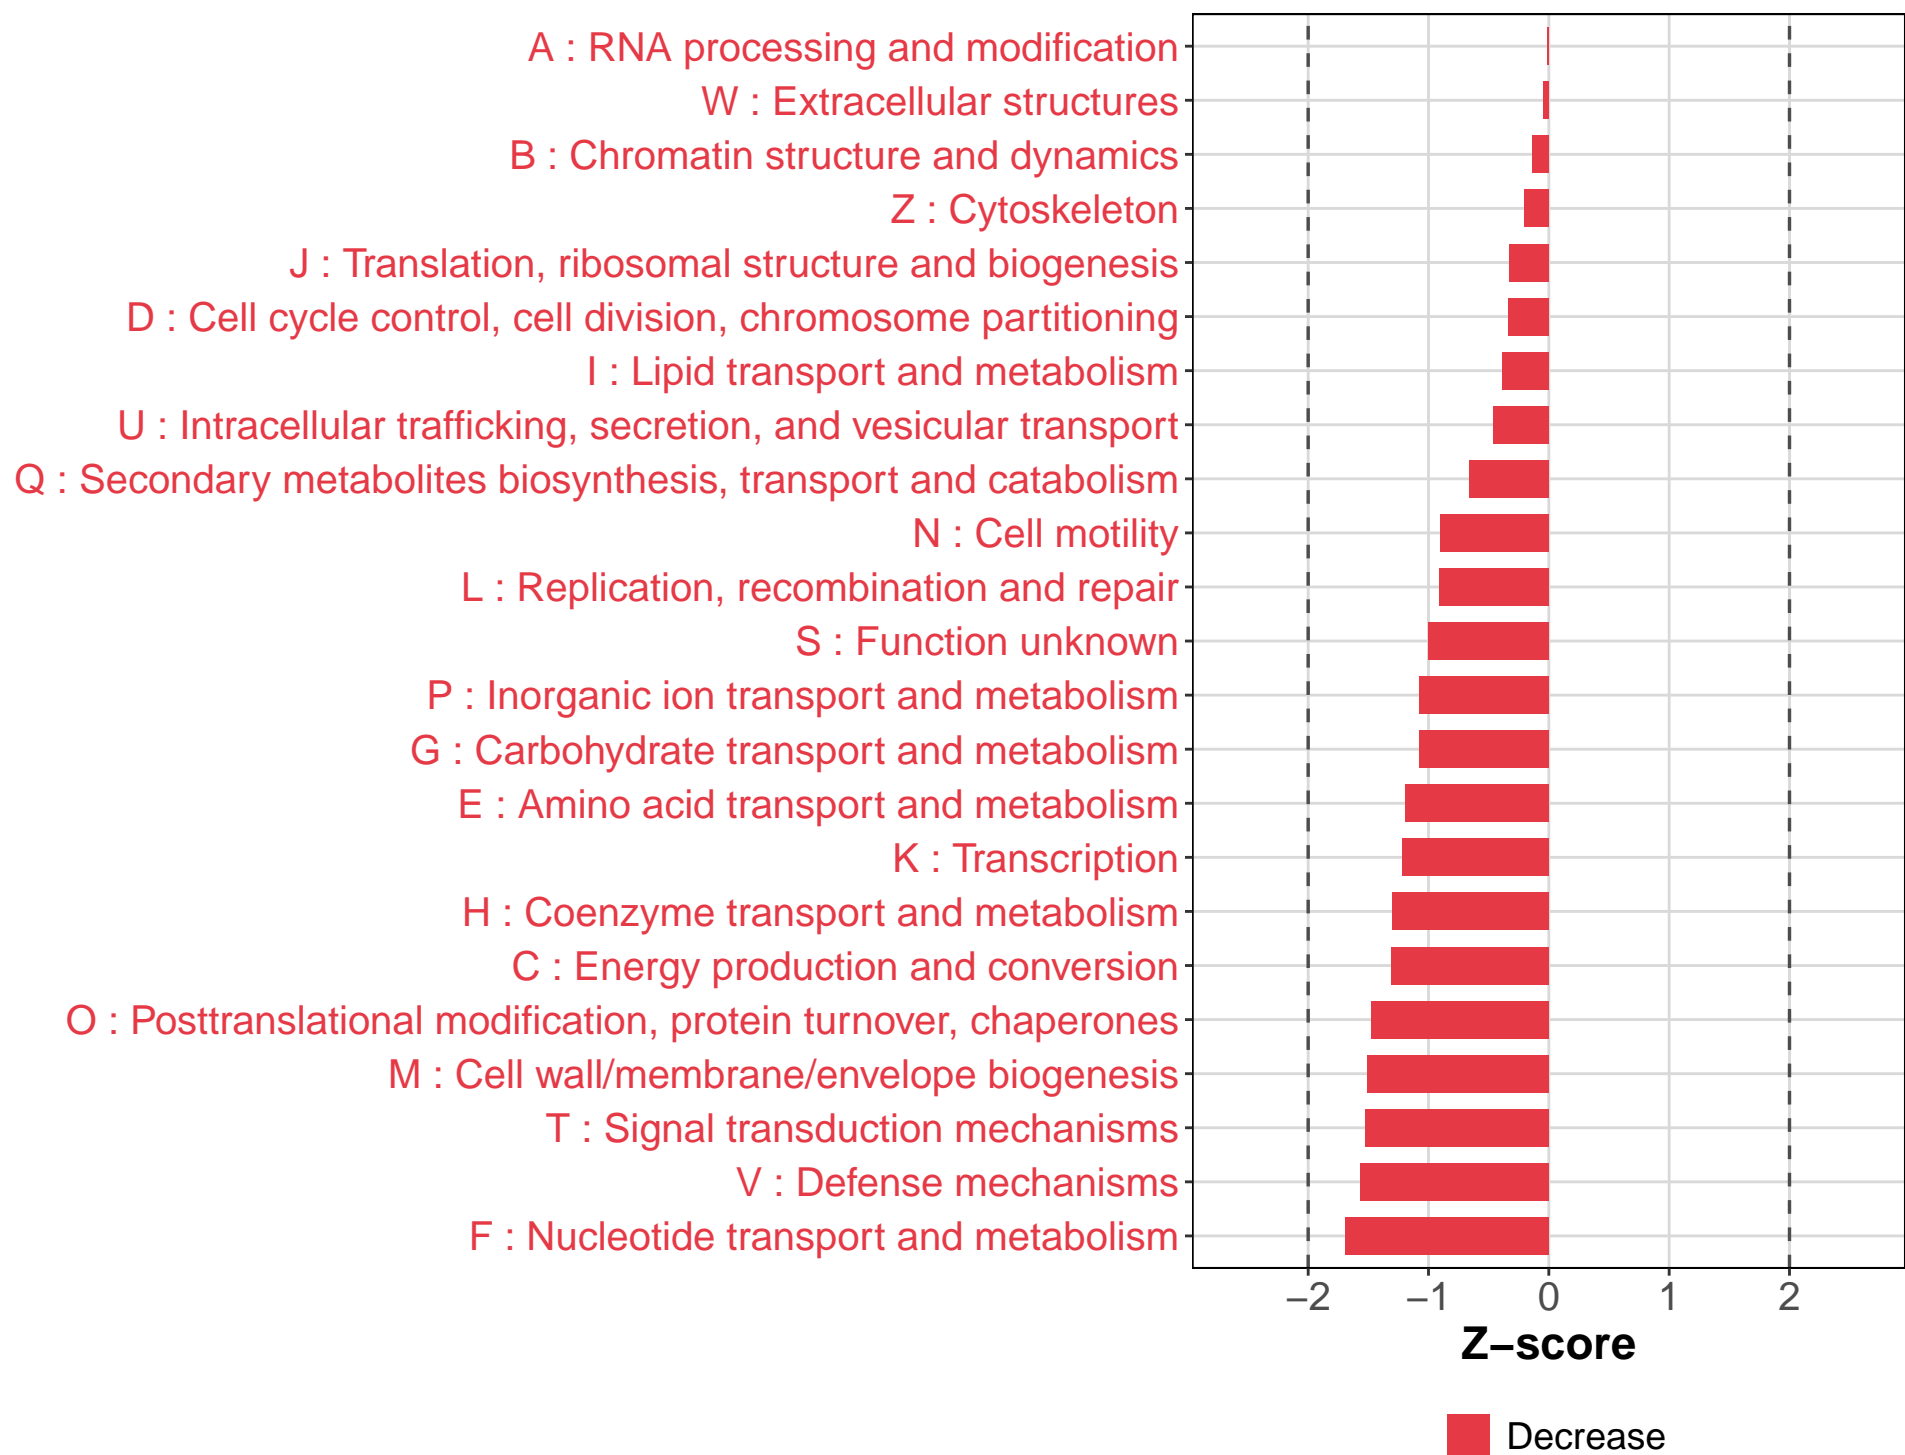 A : RNA processing and modification
W : Extracellular structures
B : Chromatin structure and dynamics
Z : Cytoskeleton
J : Translation, ribosomal structure and biogenesis
D : Cell cycle control, cell division, chromosome partitioning
I : Lipid transport and metabolism
U : Intracellular trafficking, secretion, and vesicular transport
Q : Secondary metabolites biosynthesis, transport and catabolism
N : Cell motility
L : Replication, recombination and repair
S : Function unknown
P : Inorganic ion transport and metabolism
G : Carbohydrate transport and metabolism
E : Amino acid transport and metabolism
K : Transcription
H : Coenzyme transport and metabolism
C : Energy production and conversion
O : Posttranslational modification, protein turnover, chaperones
M : Cell wall/membrane/envelope biogenesis
T : Signal transduction mechanisms
V : Defense mechanisms
F : Nucleotide transport and metabolism
−2 −1 0 1 2
Z−score
Decrease